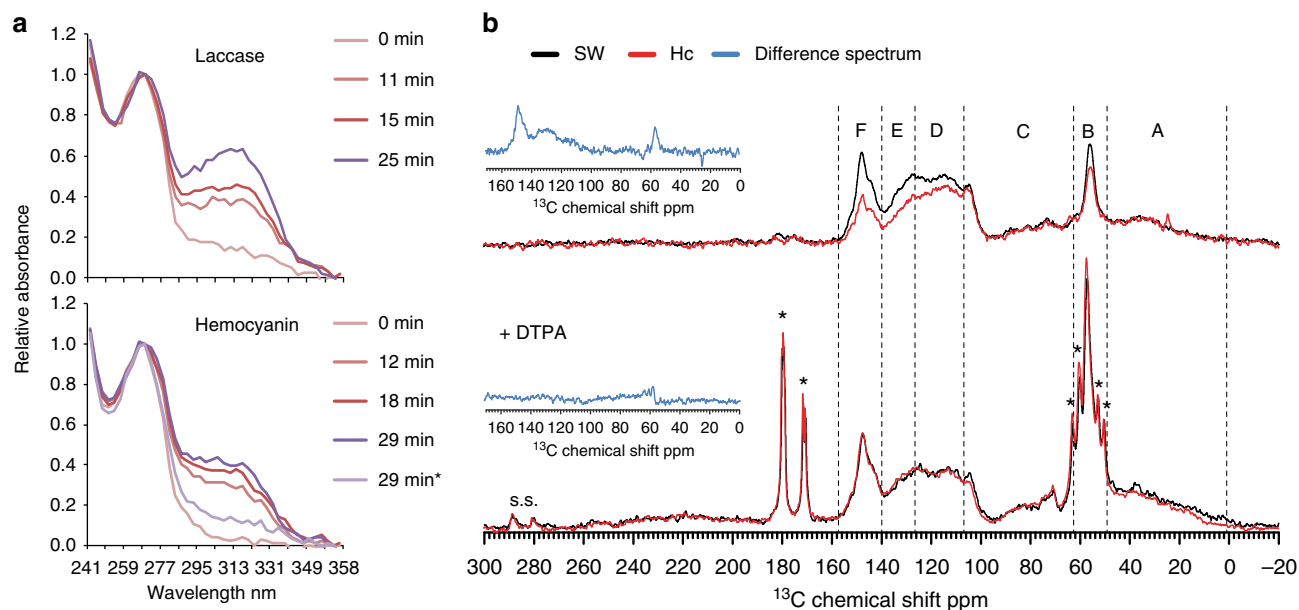 a
1.2
1.0
0.8
0.6
0.4
0.2
0.0
Laccase
0 min
11 min
15 min
25 min
Relative absorbance
1.2
1.0
0.8
0.6
0.4
0.2
0.0
Hemocyanin
0 min
12 min
18 min
29 min
29 min*
241 259 277 295 313 331 349 358
Wavelength nm
b
SW Hc Difference spectrum
F E D C B A
160 140 120 100 80 60 40 20 0
¹³C chemical shift ppm
+ DTPA
160 140 120 100 80 60 40 20 0
¹³C chemical shift ppm
* * * * * *
s.s.
300 280 260 240 220 200 180 160 140 120 100 80 60 40 20 0 –20
¹³C chemical shift ppm